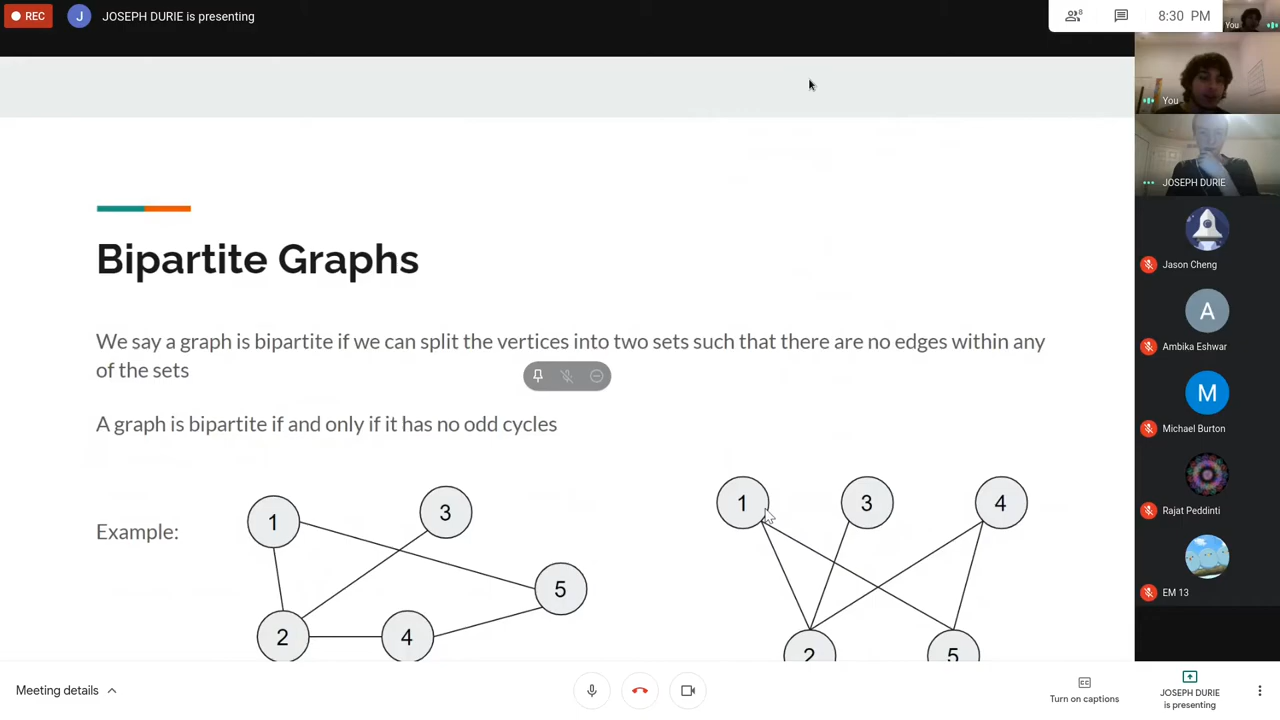 REC
J
JOSEPH DURIE is presenting
8
8:30 PM
You
You
JOSEPH DURIE
Jason Cheng
A
Ambika Eshwar
M
Michael Burton
Rajat Peddinti
EM 13
Bipartite Graphs
We say a graph is bipartite if we can split the vertices into two sets such that there are no edges within any
of the sets
A graph is bipartite if and only if it has no odd cycles
Example:
1
3
5
2
4
1
3
4
2
5
Meeting details
CC
Turn on captions
JOSEPH DURIE
is presenting